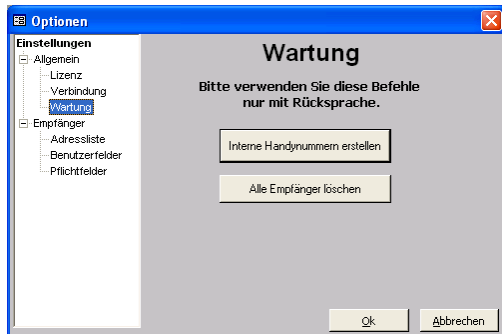 Optionen
Einstellungen
Allgemein
Lizenz
Verbindung
Wartung
Empfänger
Adressliste
Benutzerfelder
Pflichtfelder
Wartung
Bitte verwenden Sie diese Befehle
nur mit Rücksprache.
Interne Handynummern erstellen
Alle Empfänger löschen
Ok
Abbrechen